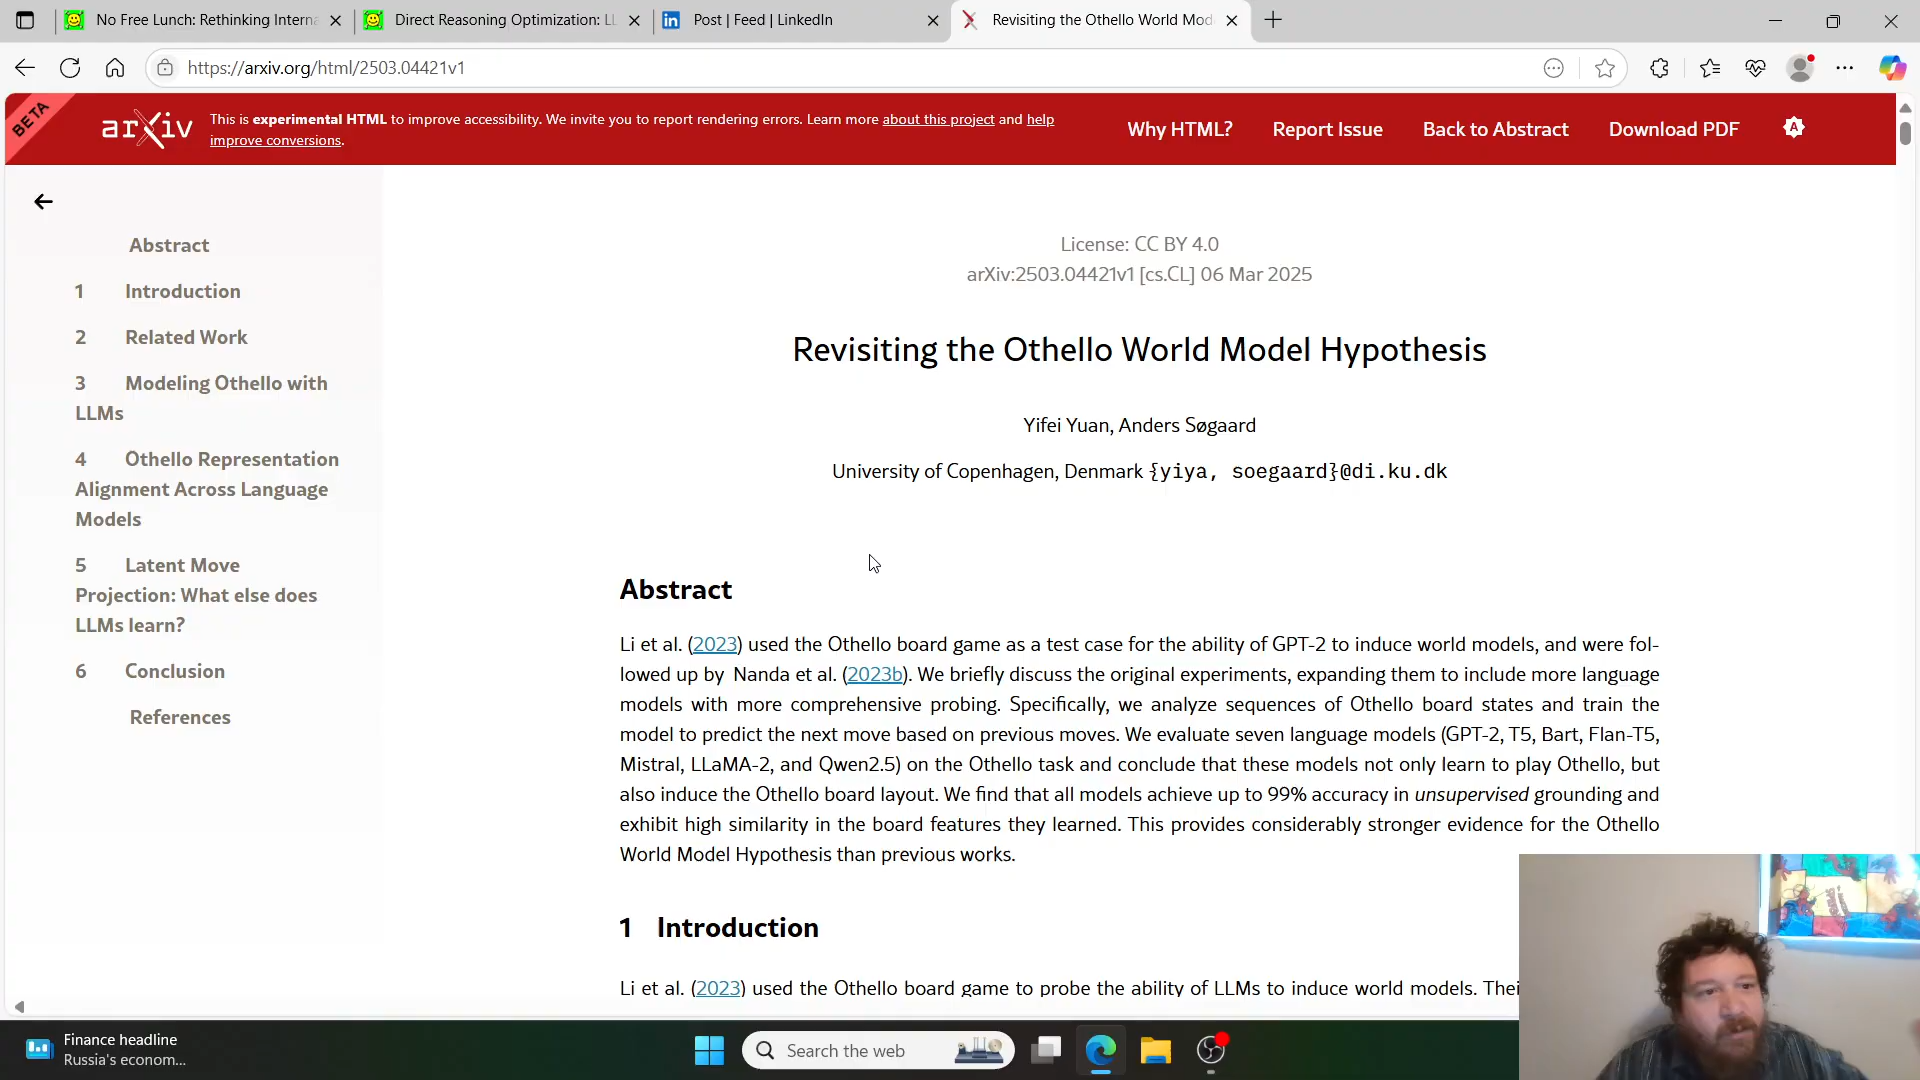 No Free Lunch: Rethinking Interna
Direct Reasoning Optimization: LL
Post | Feed | LinkedIn
Revisiting the Othello World Mod
https://arxiv.org/html/2503.04421v1
BETA
arXiv
This is experimental HTML to improve accessibility. We invite you to report rendering errors. Learn more about this project and help
improve conversions.
Why HTML?
Report Issue
Back to Abstract
Download PDF
Abstract
1 Introduction
2 Related Work
3 Modeling Othello with
LLMs
4 Othello Representation
Alignment Across Language
Models
5 Latent Move
Projection: What else does
LLMs learn?
6 Conclusion
References
License: CC BY 4.0
arXiv:2503.04421v1 [cs.CL] 06 Mar 2025
Revisiting the Othello World Model Hypothesis
Yifei Yuan, Anders Søgaard
University of Copenhagen, Denmark {yiya, soegaard}@di.ku.dk
Abstract
Li et al. (2023) used the Othello board game as a test case for the ability of GPT-2 to induce world models, and were fol-
lowed up by Nanda et al. (2023b). We briefly discuss the original experiments, expanding them to include more language
models with more comprehensive probing. Specifically, we analyze sequences of Othello board states and train the
model to predict the next move based on previous moves. We evaluate seven language models (GPT-2, T5, Bart, Flan-T5,
Mistral, LLaMA-2, and Qwen2.5) on the Othello task and conclude that these models not only learn to play Othello, but
also induce the Othello board layout. We find that all models achieve up to 99% accuracy in unsupervised grounding and
exhibit high similarity in the board features they learned. This provides considerably stronger evidence for the Othello
World Model Hypothesis than previous works.
1 Introduction
Li et al. (2023) used the Othello board game to probe the ability of LLMs to induce world models. Thei
Finance headline
Russia's econom...
Search the web